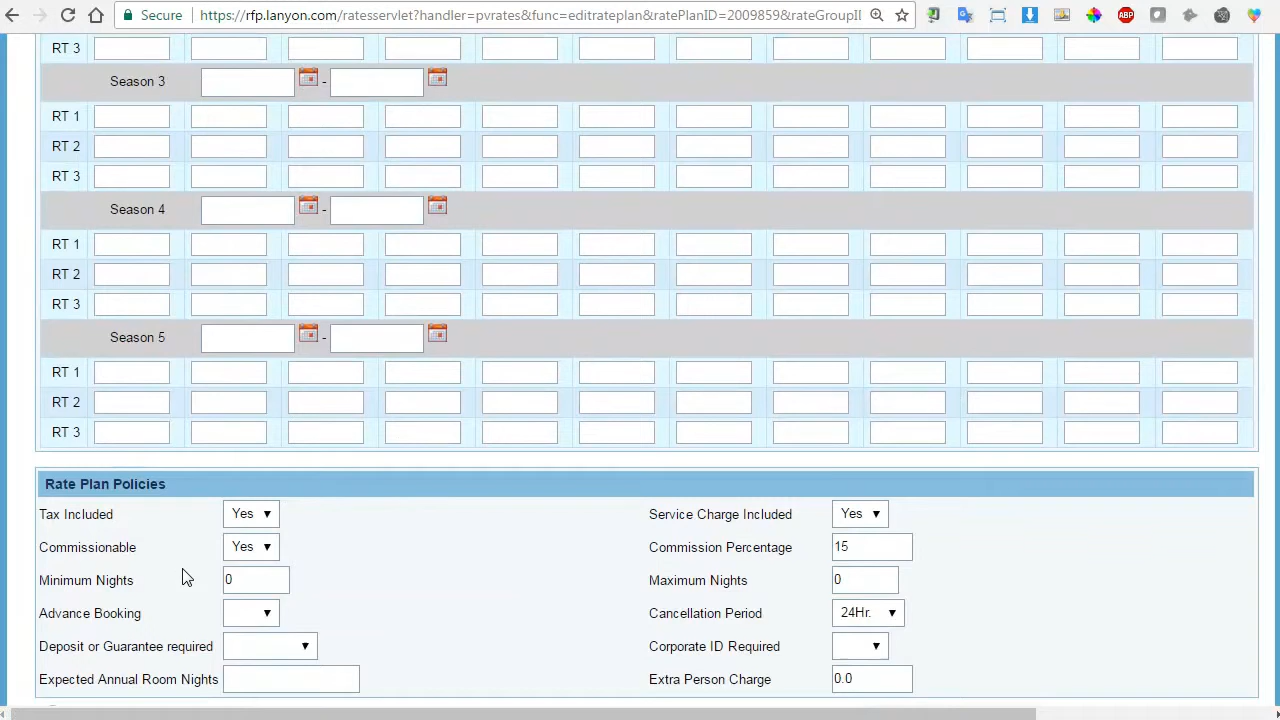 Secure https://rfp.lanyon.com/ratesservlet?handler=pvrates&func=editrateplan&ratePlanID=2009859&rateGroupI
ABP
RT 3
Season 3 -
RT 1
RT 2
RT 3
Season 4 -
RT 1
RT 2
RT 3
Season 5 -
RT 1
RT 2
RT 3
Rate Plan Policies
Tax Included Yes Service Charge Included Yes
Commissionable Yes Commission Percentage 15
Minimum Nights 0 Maximum Nights 0
Advance Booking Cancellation Period 24Hr.
Deposit or Guarantee required Corporate ID Required
Expected Annual Room Nights Extra Person Charge 0.0